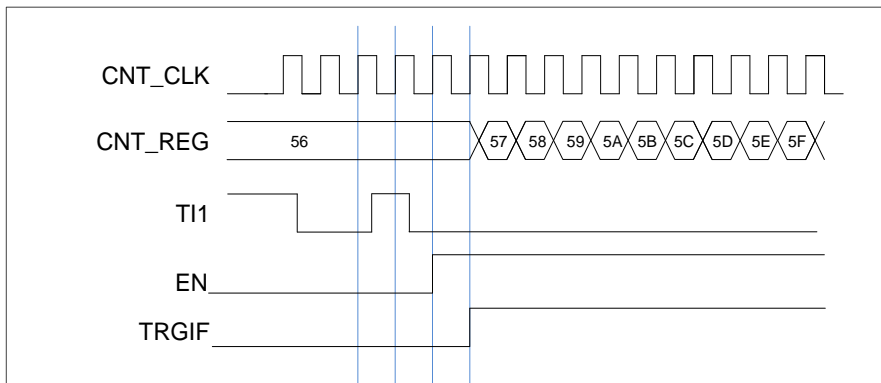 CNT_CLK
CNT_REG 56 57 58 59 5A 5B 5C 5D 5E 5F
TI1
EN
TRGIF